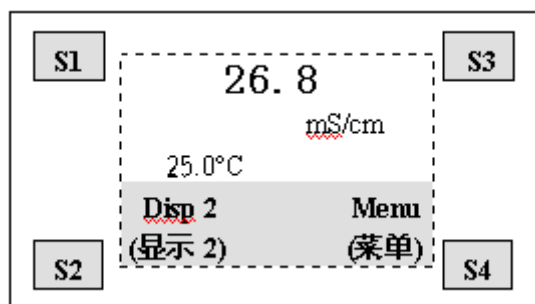 S1 S3
26. 8
mS/cm
25.0°C
Disp 2 Menu
(显示 2) (菜单)
S2 S4